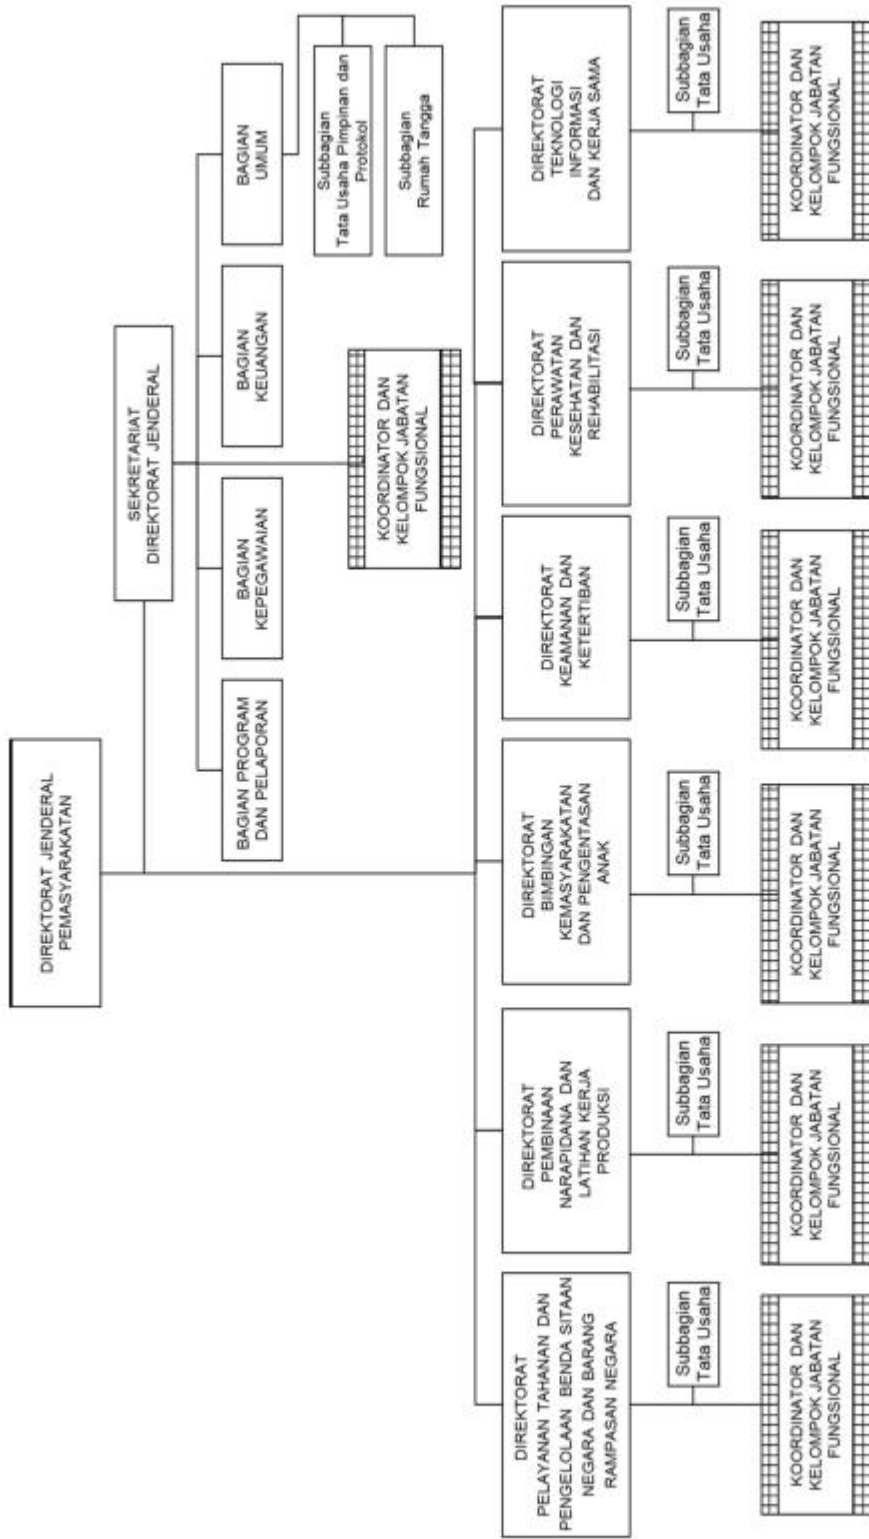 DIREKTORAT JENDERAL
PEMASYARAKATAN
SEKRETARIAT
DIREKTORAT JENDERAL
BAGIAN PROGRAM
DAN PELAPORAN
BAGIAN
KEPEGAWAIAN
BAGIAN
KEUANGAN
BAGIAN
UMUM
Subbagian
Tata Usaha Pimpinan dan
Protokol
Subbagian
Rumah Tangga
KOORDINATOR DAN
KELOMPOK JABATAN
FUNGSIONAL
DIREKTORAT
PELAYANAN TAHANAN DAN
PENGELOLAAN BENDA SITAAN
NEGARA DAN BARANG
RAMPASAN NEGARA
DIREKTORAT
PEMBINAAN
NARAPIDANA DAN
LATIHAN KERJA
PRODUKSI
DIREKTORAT
BIMBINGAN
KEMASYARAKATAN
DAN PENGENTASAN
ANAK
DIREKTORAT
KEAMANAN DAN
KETERTIBAN
DIREKTORAT
PERAWATAN
KESEHATAN DAN
REHABILITASI
DIREKTORAT
TEKNOLOGI
INFORMASI
DAN KERJA SAMA
Subbagian
Tata Usaha
Subbagian
Tata Usaha
Subbagian
Tata Usaha
Subbagian
Tata Usaha
Subbagian
Tata Usaha
Subbagian
Tata Usaha
KOORDINATOR DAN
KELOMPOK JABATAN
FUNGSIONAL
KOORDINATOR DAN
KELOMPOK JABATAN
FUNGSIONAL
KOORDINATOR DAN
KELOMPOK JABATAN
FUNGSIONAL
KOORDINATOR DAN
KELOMPOK JABATAN
FUNGSIONAL
KOORDINATOR DAN
KELOMPOK JABATAN
FUNGSIONAL
KOORDINATOR DAN
KELOMPOK JABATAN
FUNGSIONAL